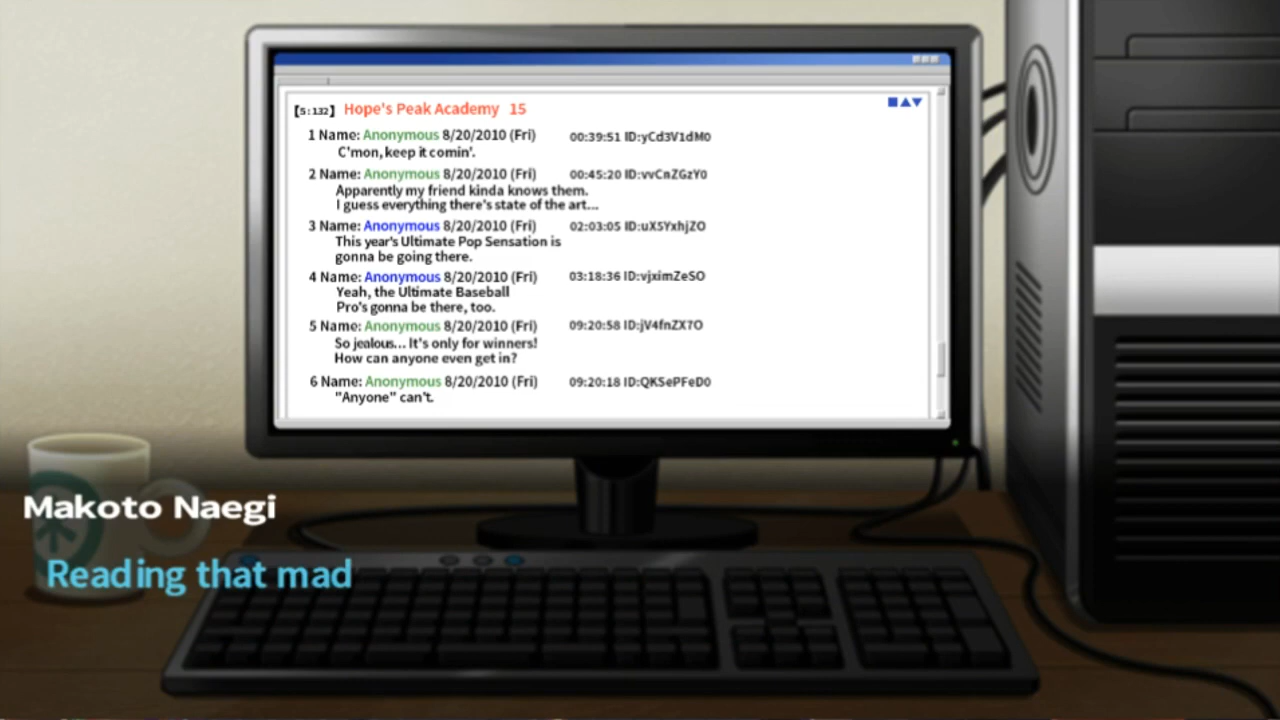 [5:132] Hope's Peak Academy 15
1 Name: Anonymous 8/20/2010 (Fri) 00:39:51 ID:yCd3V1dM0
C'mon, keep it comin'.
2 Name: Anonymous 8/20/2010 (Fri) 00:45:20 ID:vvCnZGzY0
Apparently my friend kinda knows them.
I guess everything there's state of the art...
3 Name: Anonymous 8/20/2010 (Fri) 02:03:05 ID:uX5YxhjZO
This year's Ultimate Pop Sensation is
gonna be going there.
4 Name: Anonymous 8/20/2010 (Fri) 03:18:36 ID:vjximZeSO
Yeah, the Ultimate Baseball
Pro's gonna be there, too.
5 Name: Anonymous 8/20/2010 (Fri) 09:20:58 ID:jV4fnZX7O
So jealous... It's only for winners!
How can anyone even get in?
6 Name: Anonymous 8/20/2010 (Fri) 09:20:18 ID:QKSePFeD0
"Anyone" can't.
Makoto Naegi
Reading that mad